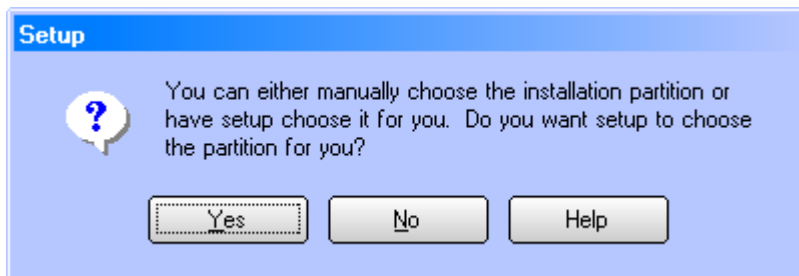 Setup
You can either manually choose the installation partition or
have setup choose it for you.  Do you want setup to choose
the partition for you?
Yes
No
Help